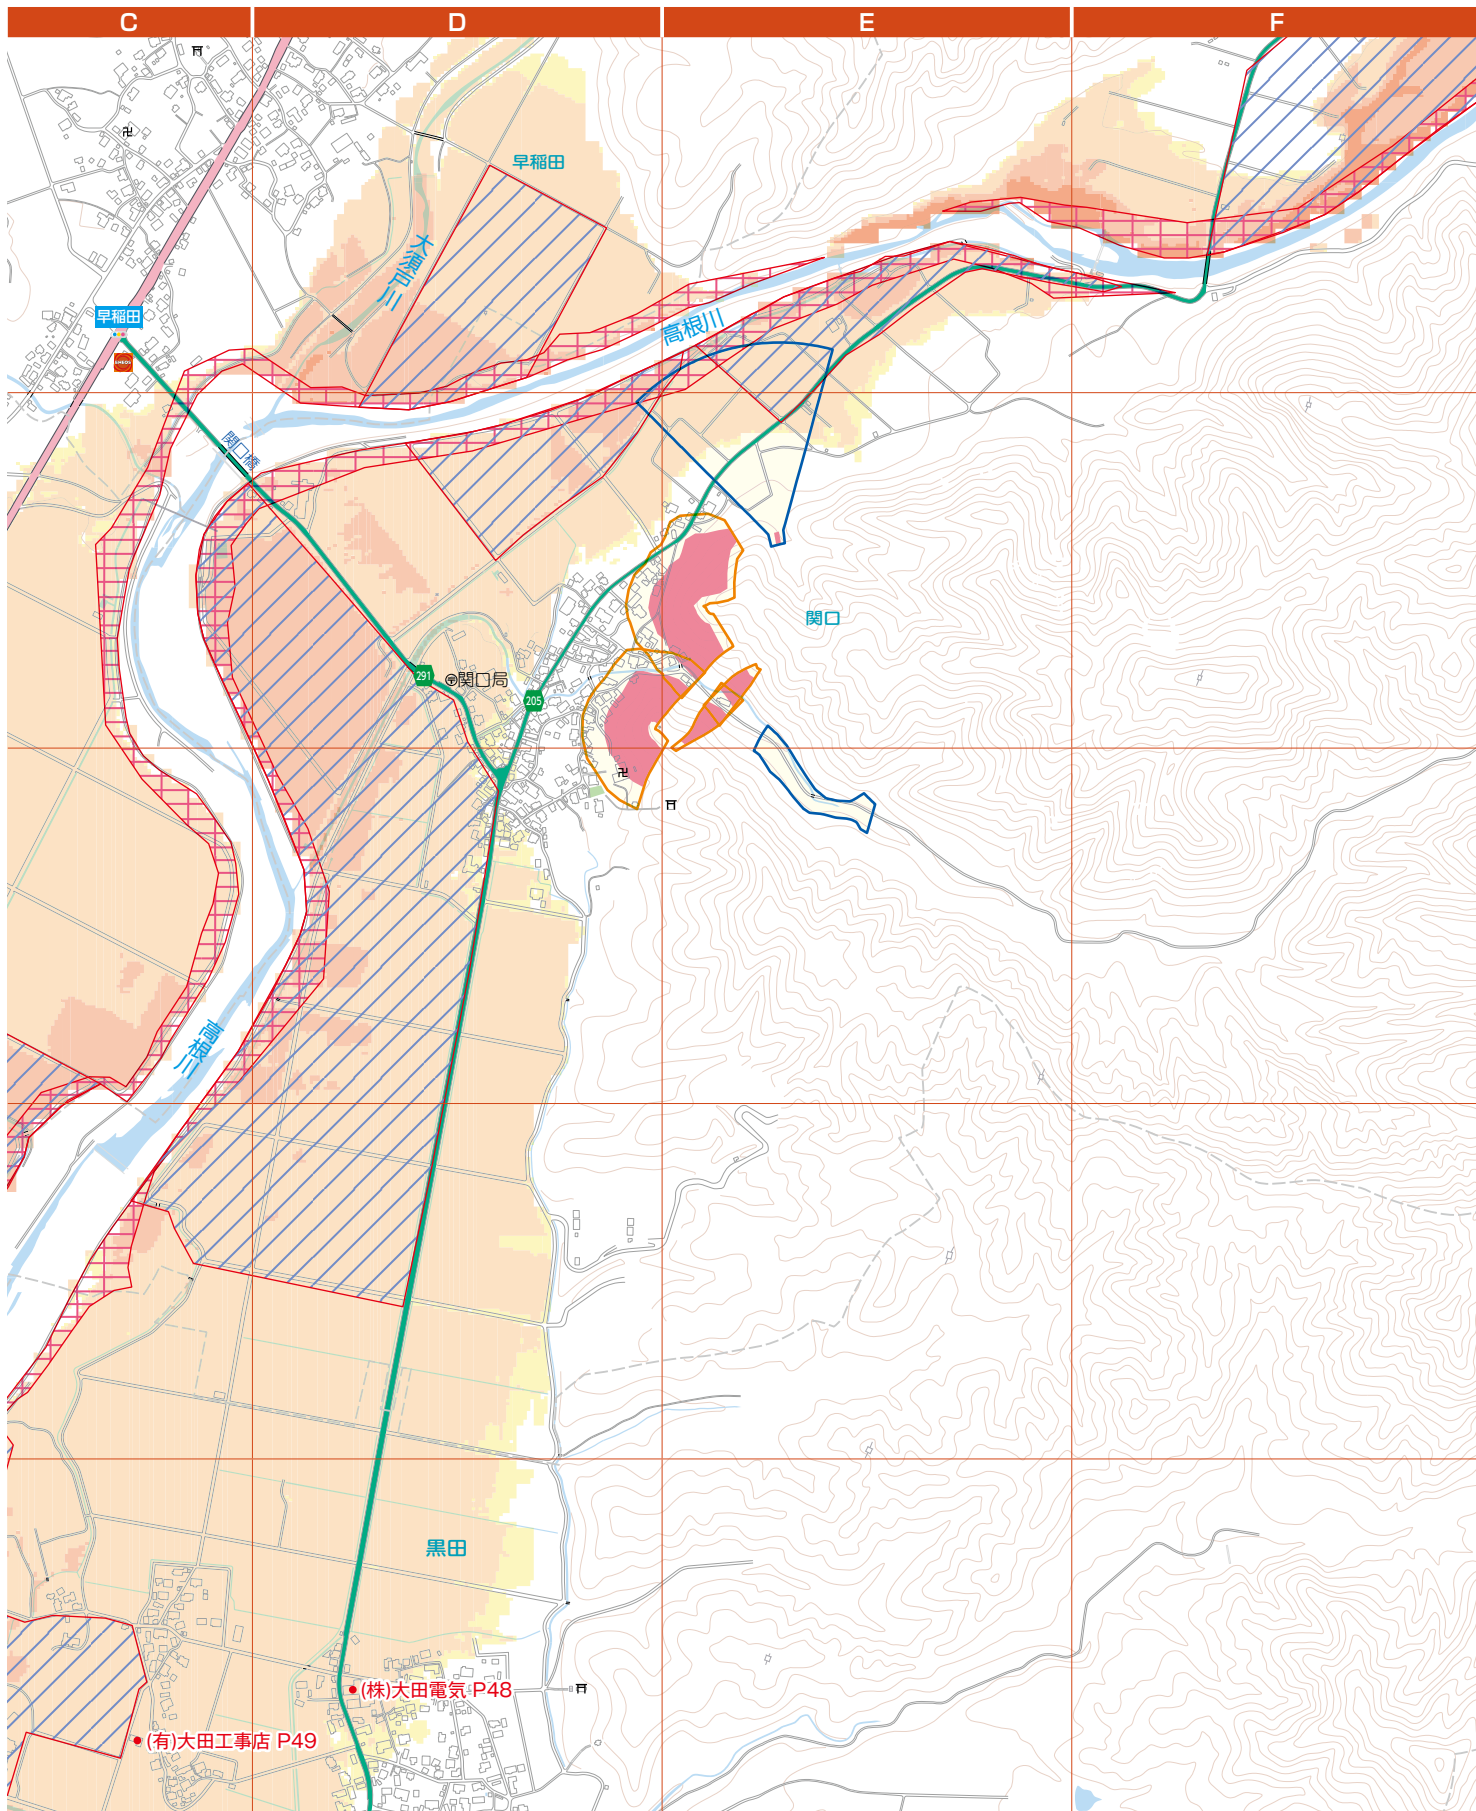 C
D
E
F
早稲田
大須戸川
早稲田
ENEOS
高根川
関口橋
関口
291
関口局
205
高根川
黒田
(株)大田電気 P48
(有)大田工事店 P49